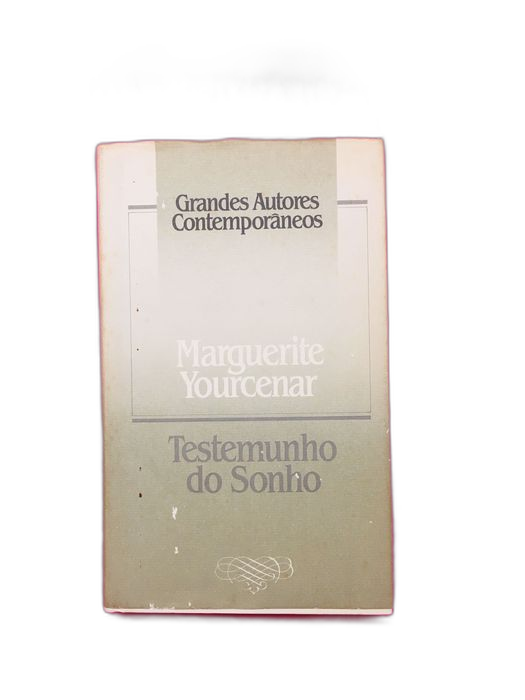 Grandes Autores
Contemporâneos
Marguerite
Yourcenar
Testemunho
do Sonho